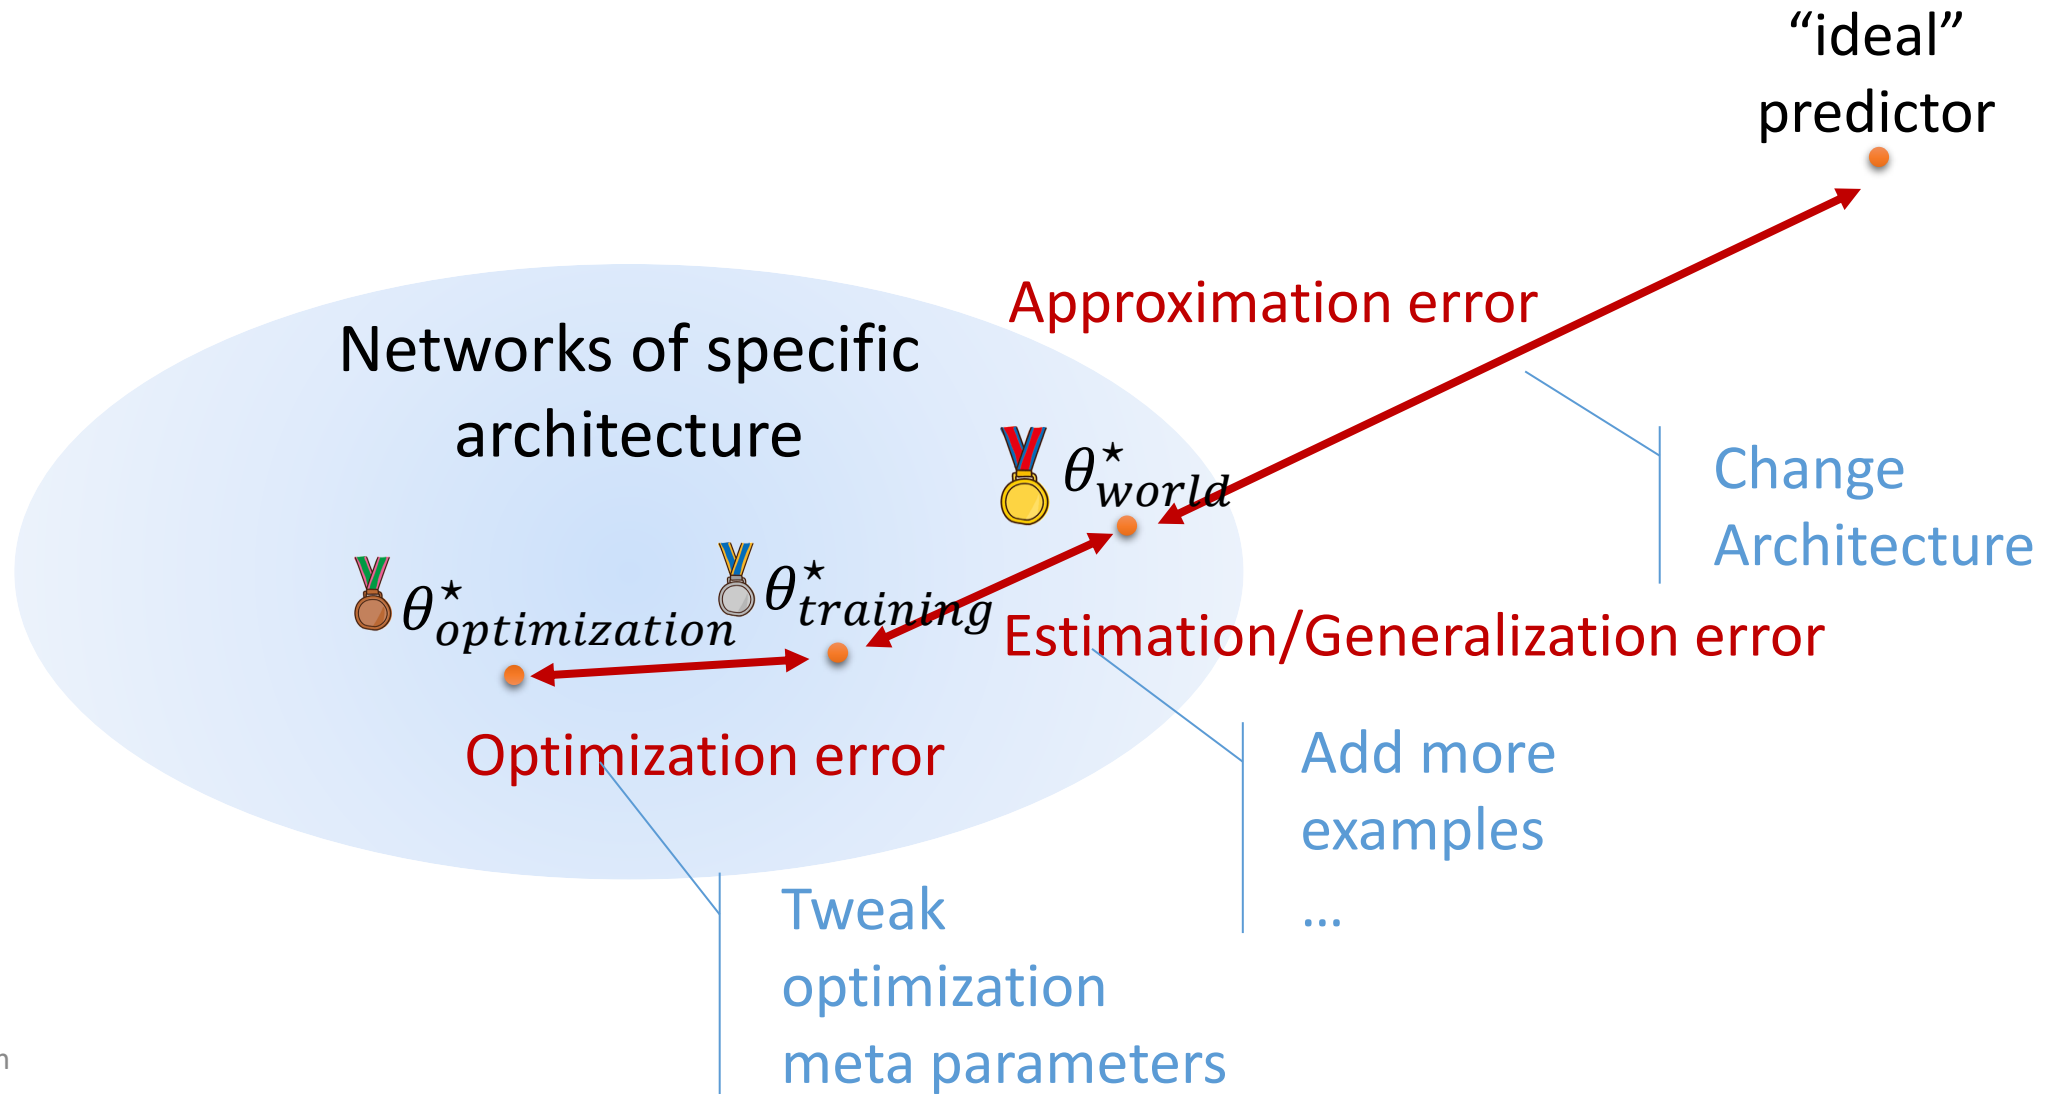 “ideal”
predictor
Approximation error
Networks of specific
architecture
θ⋆world
Change
Architecture
θ⋆optimization
θ⋆training
Estimation/Generalization error
Optimization error
Add more
examples
...
Tweak
optimization
meta parameters